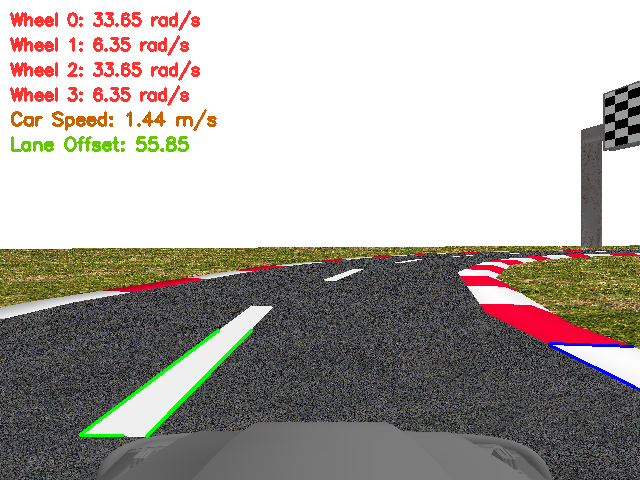 Wheel 0: 33.65 rad/s
Wheel 1: 6.35 rad/s
Wheel 2: 33.65 rad/s
Wheel 3: 6.35 rad/s
Car Speed: 1.44 m/s
Lane Offset: 55.85